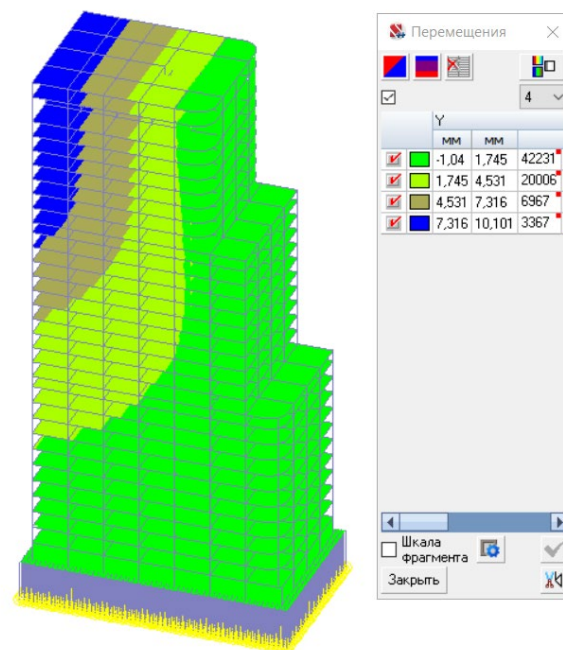 Перемещения
4
Y
мм мм
-1,04 1,745 42231
1,745 4,531 20006
4,531 7,316 6967
7,316 10,101 3367
Шкала
фрагмента
Закрыть